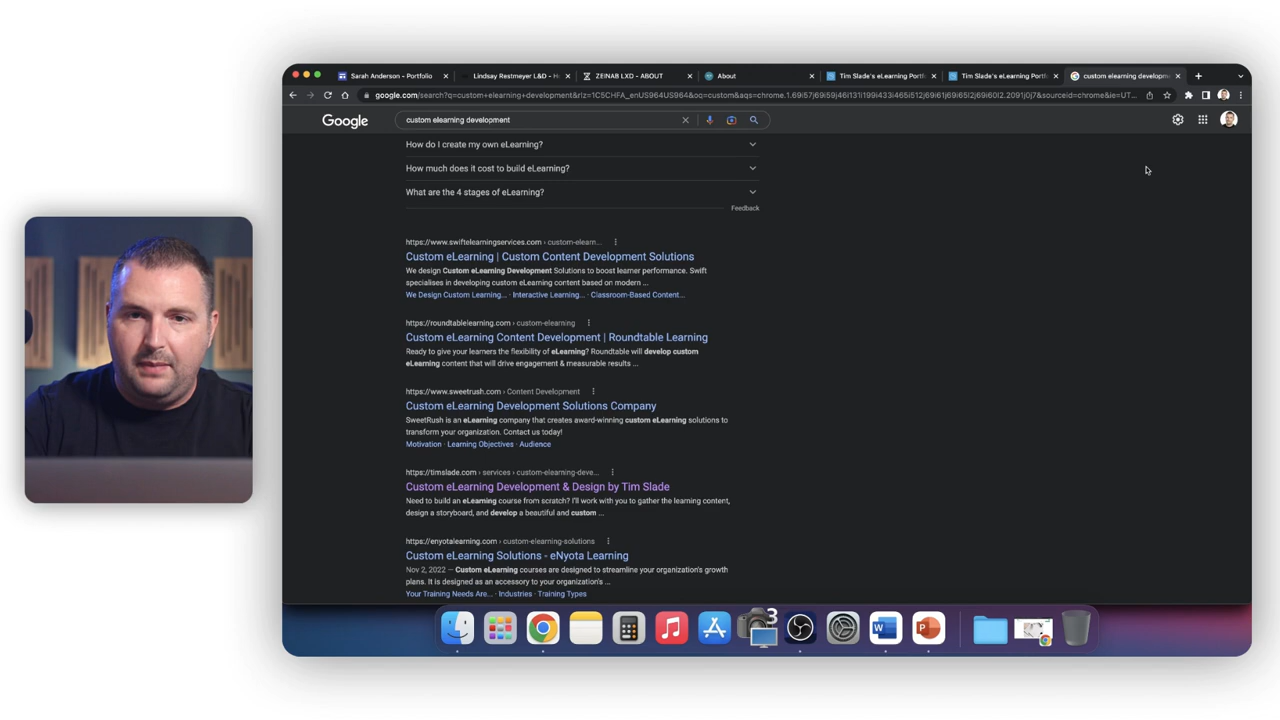 Sarah Anderson - Portfolio
Lindsay Restmeyer L&D - H
ZEINAB LXD - ABOUT
About
Tim Slade's eLearning Portf
Tim Slade's eLearning Portf
custom elearning developm
Google
custom elearning development
How do I create my own eLearning?
How much does it cost to build eLearning?
What are the 4 stages of eLearning?
Feedback
https://www.swiftelearningservices.com › custom-elearn...
Custom eLearning | Custom Content Development Solutions
We design Custom eLearning Development Solutions to boost learner performance. Swift
specialises in developing custom eLearning content based on modern ...
We Design Custom Learning... · Interactive Learning... · Classroom-Based Content...
https://roundtablelearning.com › custom-elearning
Custom eLearning Content Development | Roundtable Learning
Ready to give your learners the flexibility of eLearning? Roundtable will develop custom
eLearning content that will drive engagement & measurable results ...
https://www.sweetrush.com › Content Development
Custom eLearning Development Solutions Company
SweetRush is an eLearning company that creates award-winning custom eLearning solutions to
transform your organization. Contact us today!
Motivation · Learning Objectives · Audience
https://timslade.com › services › custom-elearning-deve...
Custom eLearning Development & Design by Tim Slade
Need to build an eLearning course from scratch? I'll work with you to gather the learning content,
design a storyboard, and develop a beautiful and custom ...
https://enyotalearning.com › custom-elearning-solutions
Custom eLearning Solutions - eNyota Learning
Nov 2, 2022 — Custom eLearning courses are designed to streamline your organization's growth
plans. It is designed as an accessory to your organization's ...
Your Training Needs Are... · Industries · Training Types
3
W
P